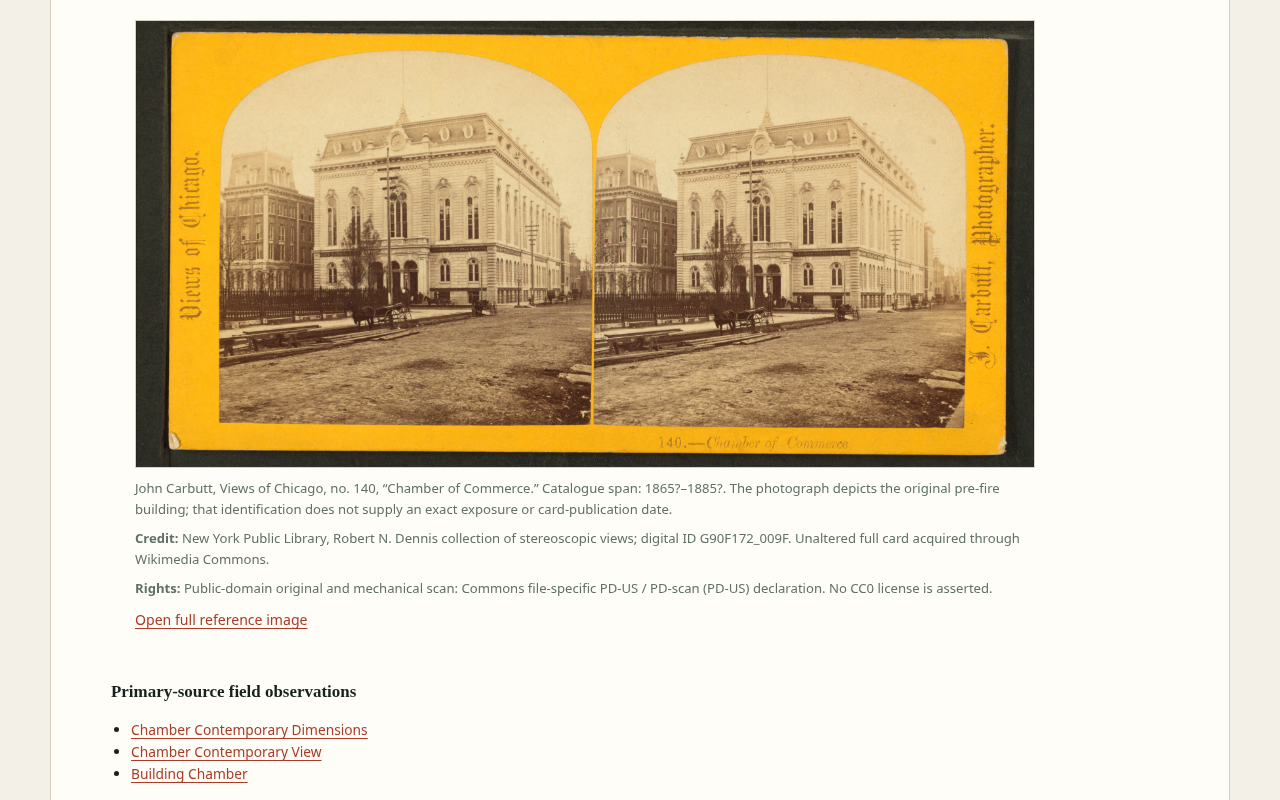 Views of Chicago.
J. Carbutt, Photographer.
140.—Chamber of Commerce
John Carbutt, Views of Chicago, no. 140, “Chamber of Commerce.” Catalogue span: 1865?–1885?. The photograph depicts the original pre-fire
building; that identification does not supply an exact exposure or card-publication date.
Credit: New York Public Library, Robert N. Dennis collection of stereoscopic views; digital ID G90F172_009F. Unaltered full card acquired through
Wikimedia Commons.
Rights: Public-domain original and mechanical scan: Commons file-specific PD-US / PD-scan (PD-US) declaration. No CC0 license is asserted.
Open full reference image
Primary-source field observations
Chamber Contemporary Dimensions
Chamber Contemporary View
Building Chamber